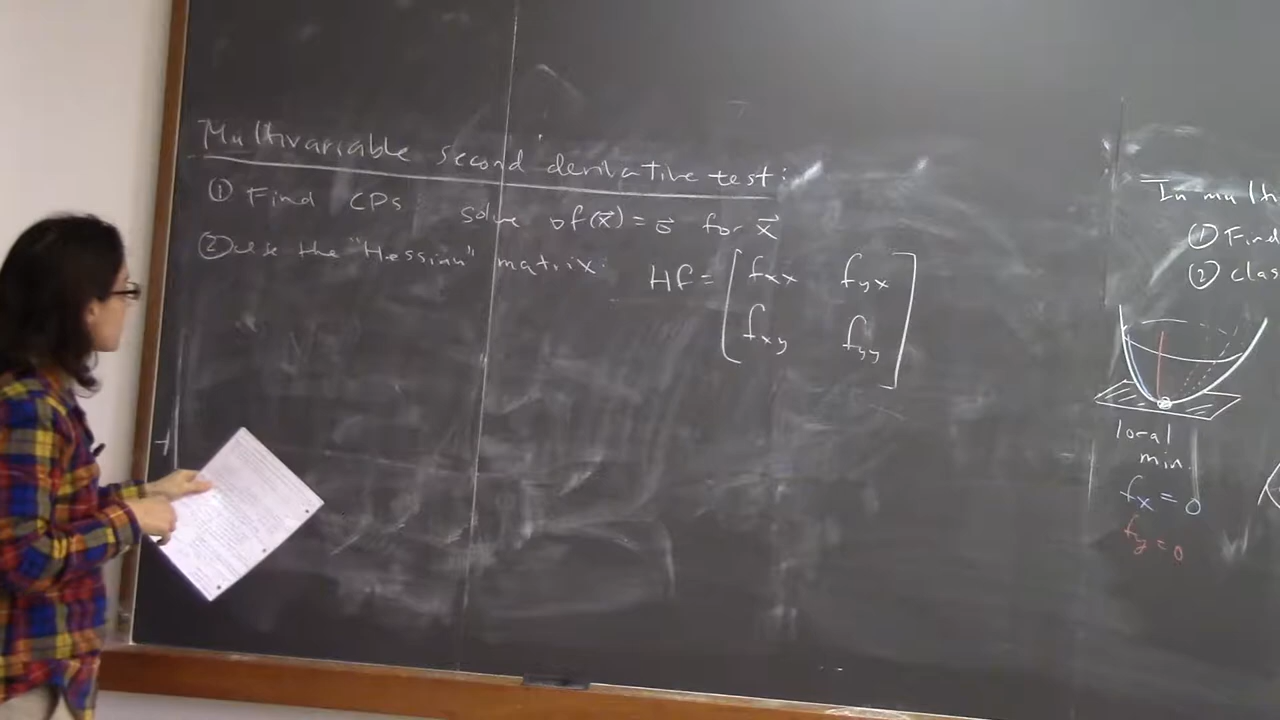 Multivariable second derivative test:
① Find CPs: solve ∇f(x⃗) = 0⃗ for x⃗
② use the "Hessian" matrix: Hf = [ fxx fyx
fxy fyy ]
In multi
① Find
② clas
local
min.
fx = 0
fy = 0